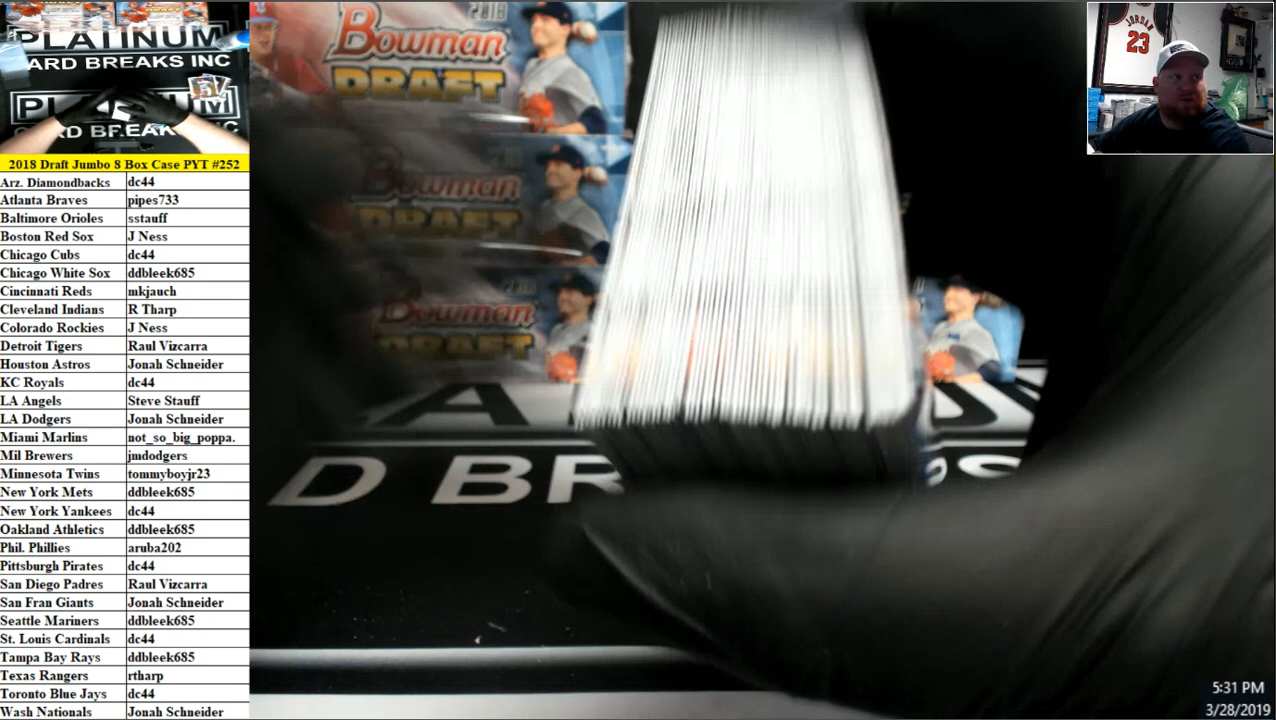 PLATINUM
ARD BREAKS INC
PLATINUM
RD BREAK INC
2018 Draft Jumbo 8 Box Case PYT #252
Arz. Diamondbacks dc44
Atlanta Braves pipes733
Baltimore Orioles sstauff
Boston Red Sox J Ness
Chicago Cubs dc44
Chicago White Sox ddbleek685
Cincinnati Reds mkjauch
Cleveland Indians R Tharp
Colorado Rockies J Ness
Detroit Tigers Raul Vizcarra
Houston Astros Jonah Schneider
KC Royals dc44
LA Angels Steve Stauff
LA Dodgers Jonah Schneider
Miami Marlins not_so_big_poppa.
Mil Brewers jmdodgers
Minnesota Twins tommyboyjr23
New York Mets ddbleek685
New York Yankees dc44
Oakland Athletics ddbleek685
Phil. Phillies aruba202
Pittsburgh Pirates dc44
San Diego Padres Raul Vizcarra
San Fran Giants Jonah Schneider
Seattle Mariners ddbleek685
St. Louis Cardinals dc44
Tampa Bay Rays ddbleek685
Texas Rangers rtharp
Toronto Blue Jays dc44
Wash Nationals Jonah Schneider
2018
Bowman
DRAFT
Bowman
DRAFT
Bowman
DRAFT
A
D BR
JORDAN
23
5:31 PM
3/28/2019